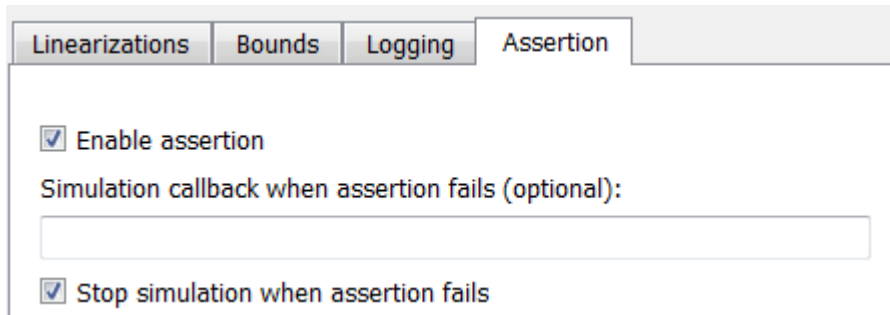 Linearizations Bounds Logging Assertion
Enable assertion
Simulation callback when assertion fails (optional):
Stop simulation when assertion fails